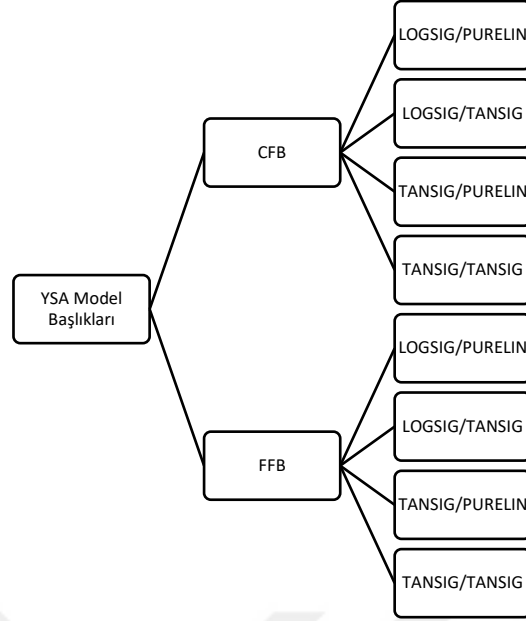 LOGSIG/PURELIN
LOGSIG/TANSIG
CFB
TANSIG/PURELIN
TANSIG/TANSIG
YSA Model
Başlıkları
LOGSIG/PURELIN
LOGSIG/TANSIG
FFB
TANSIG/PURELIN
TANSIG/TANSIG